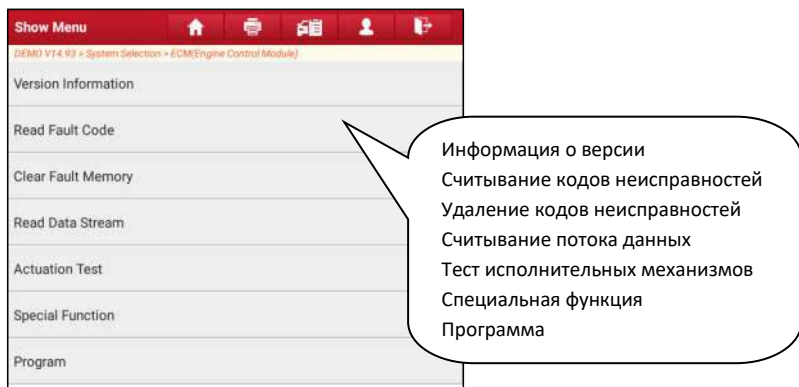 Show Menu
DEMO V14.93 > System Selection > ECM(Engine Control Module)
Version Information
Read Fault Code
Clear Fault Memory
Read Data Stream
Actuation Test
Special Function
Program
Информация о версии
Считывание кодов неисправностей
Удаление кодов неисправностей
Считывание потока данных
Тест исполнительных механизмов
Специальная функция
Программа